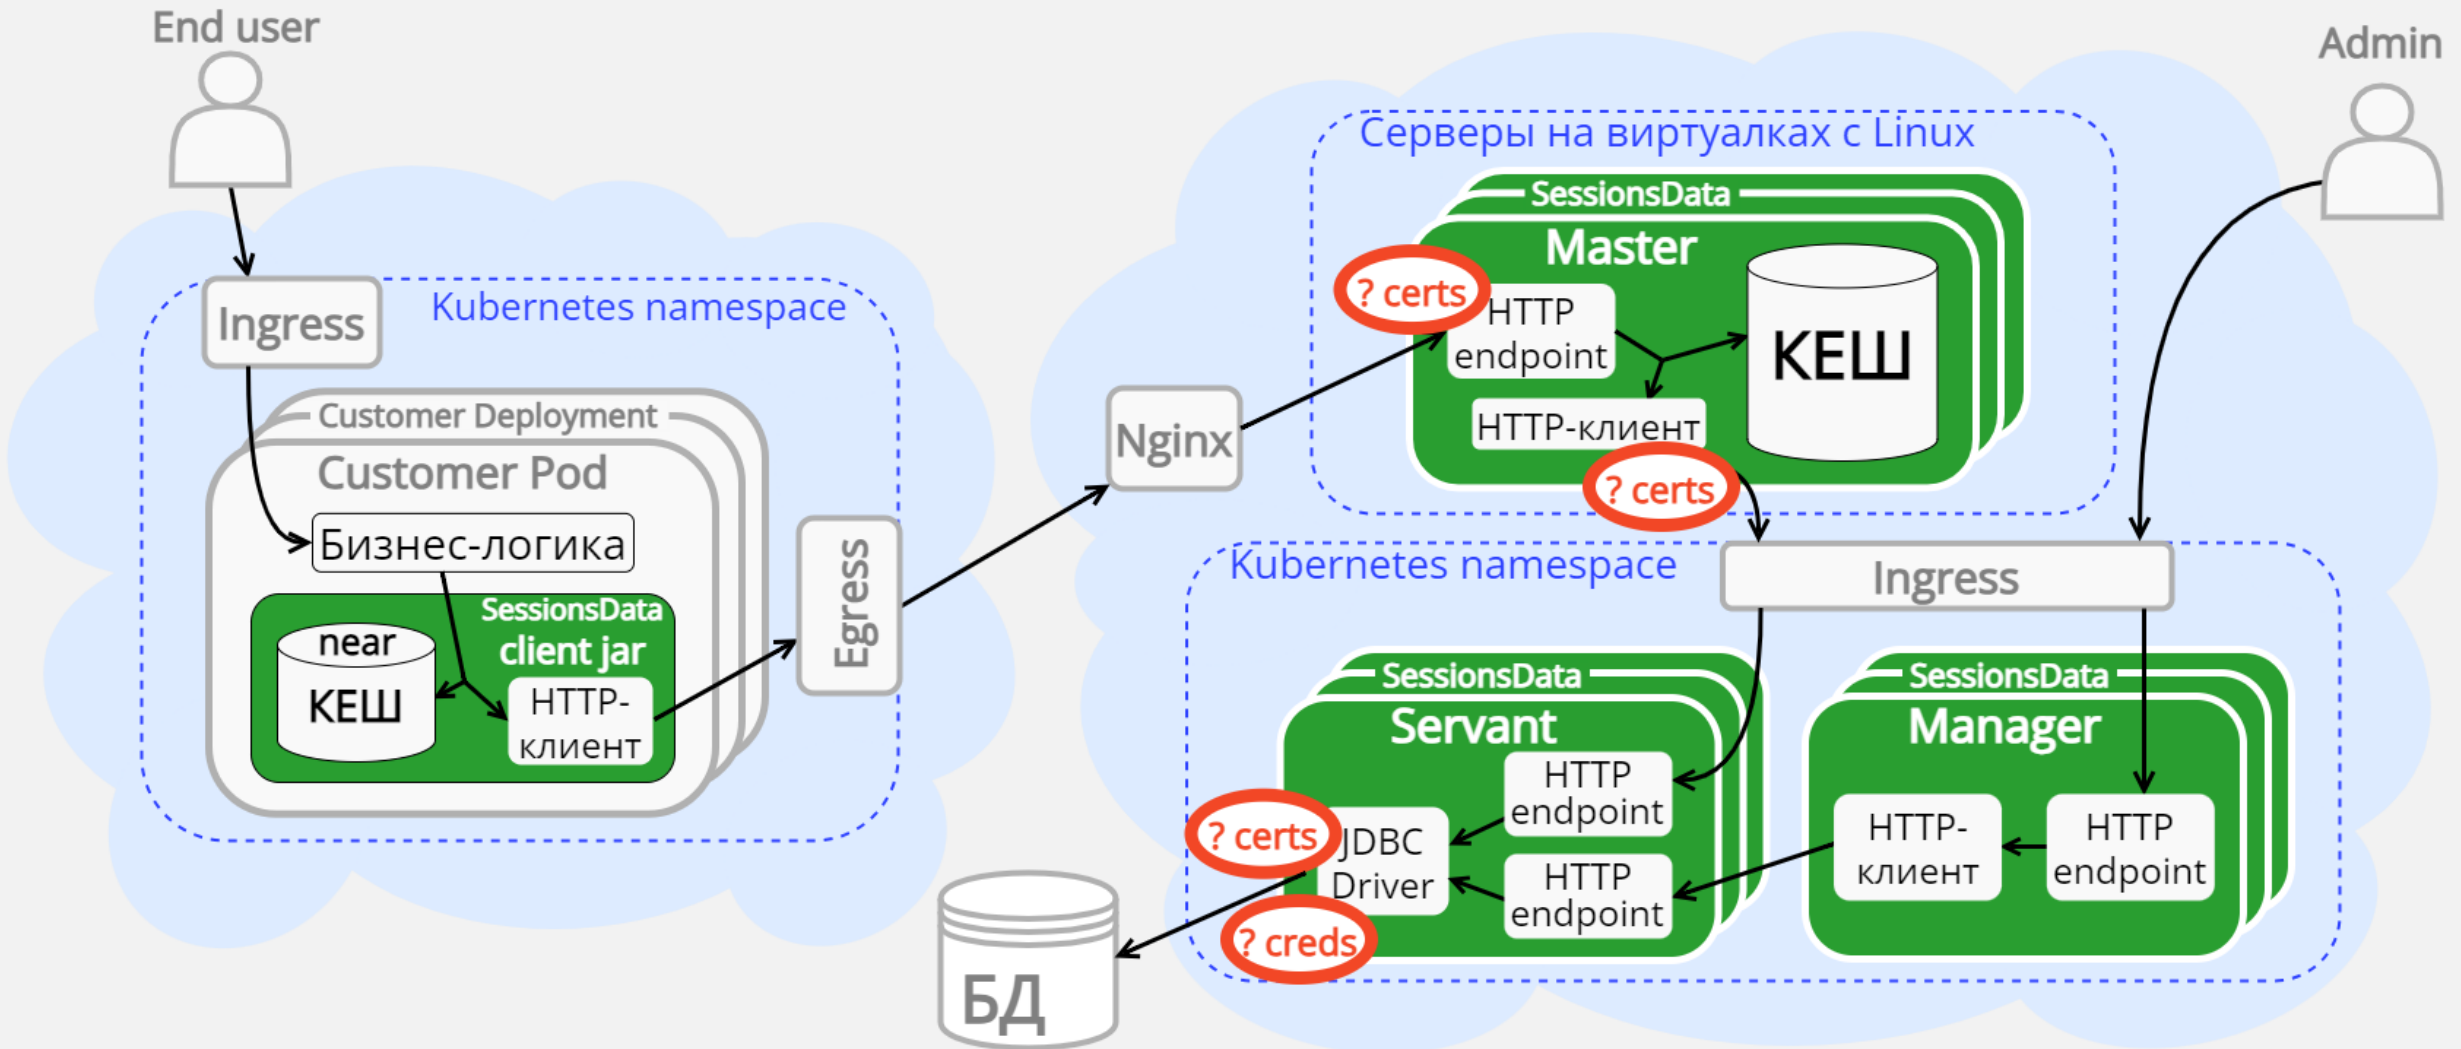 End user
Admin
Ingress
Kubernetes namespace
Customer Deployment
Customer Pod
Бизнес-логика
SessionsData
client jar
near
КЕШ
HTTP-
клиент
Egress
Nginx
Серверы на виртуалках с Linux
SessionsData
Master
? certs
HTTP
endpoint
КЕШ
HTTP-клиент
? certs
Kubernetes namespace
Ingress
SessionsData
Servant
HTTP
endpoint
? certs
JDBC
Driver
HTTP
endpoint
? creds
БД
SessionsData
Manager
HTTP-
клиент
HTTP
endpoint